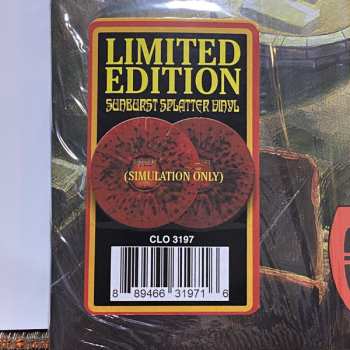 LIMITED
EDITION
SUNBURST SPLATTER VINYL
(SIMULATION ONLY)
CLO 3197
8 89466 31971 6